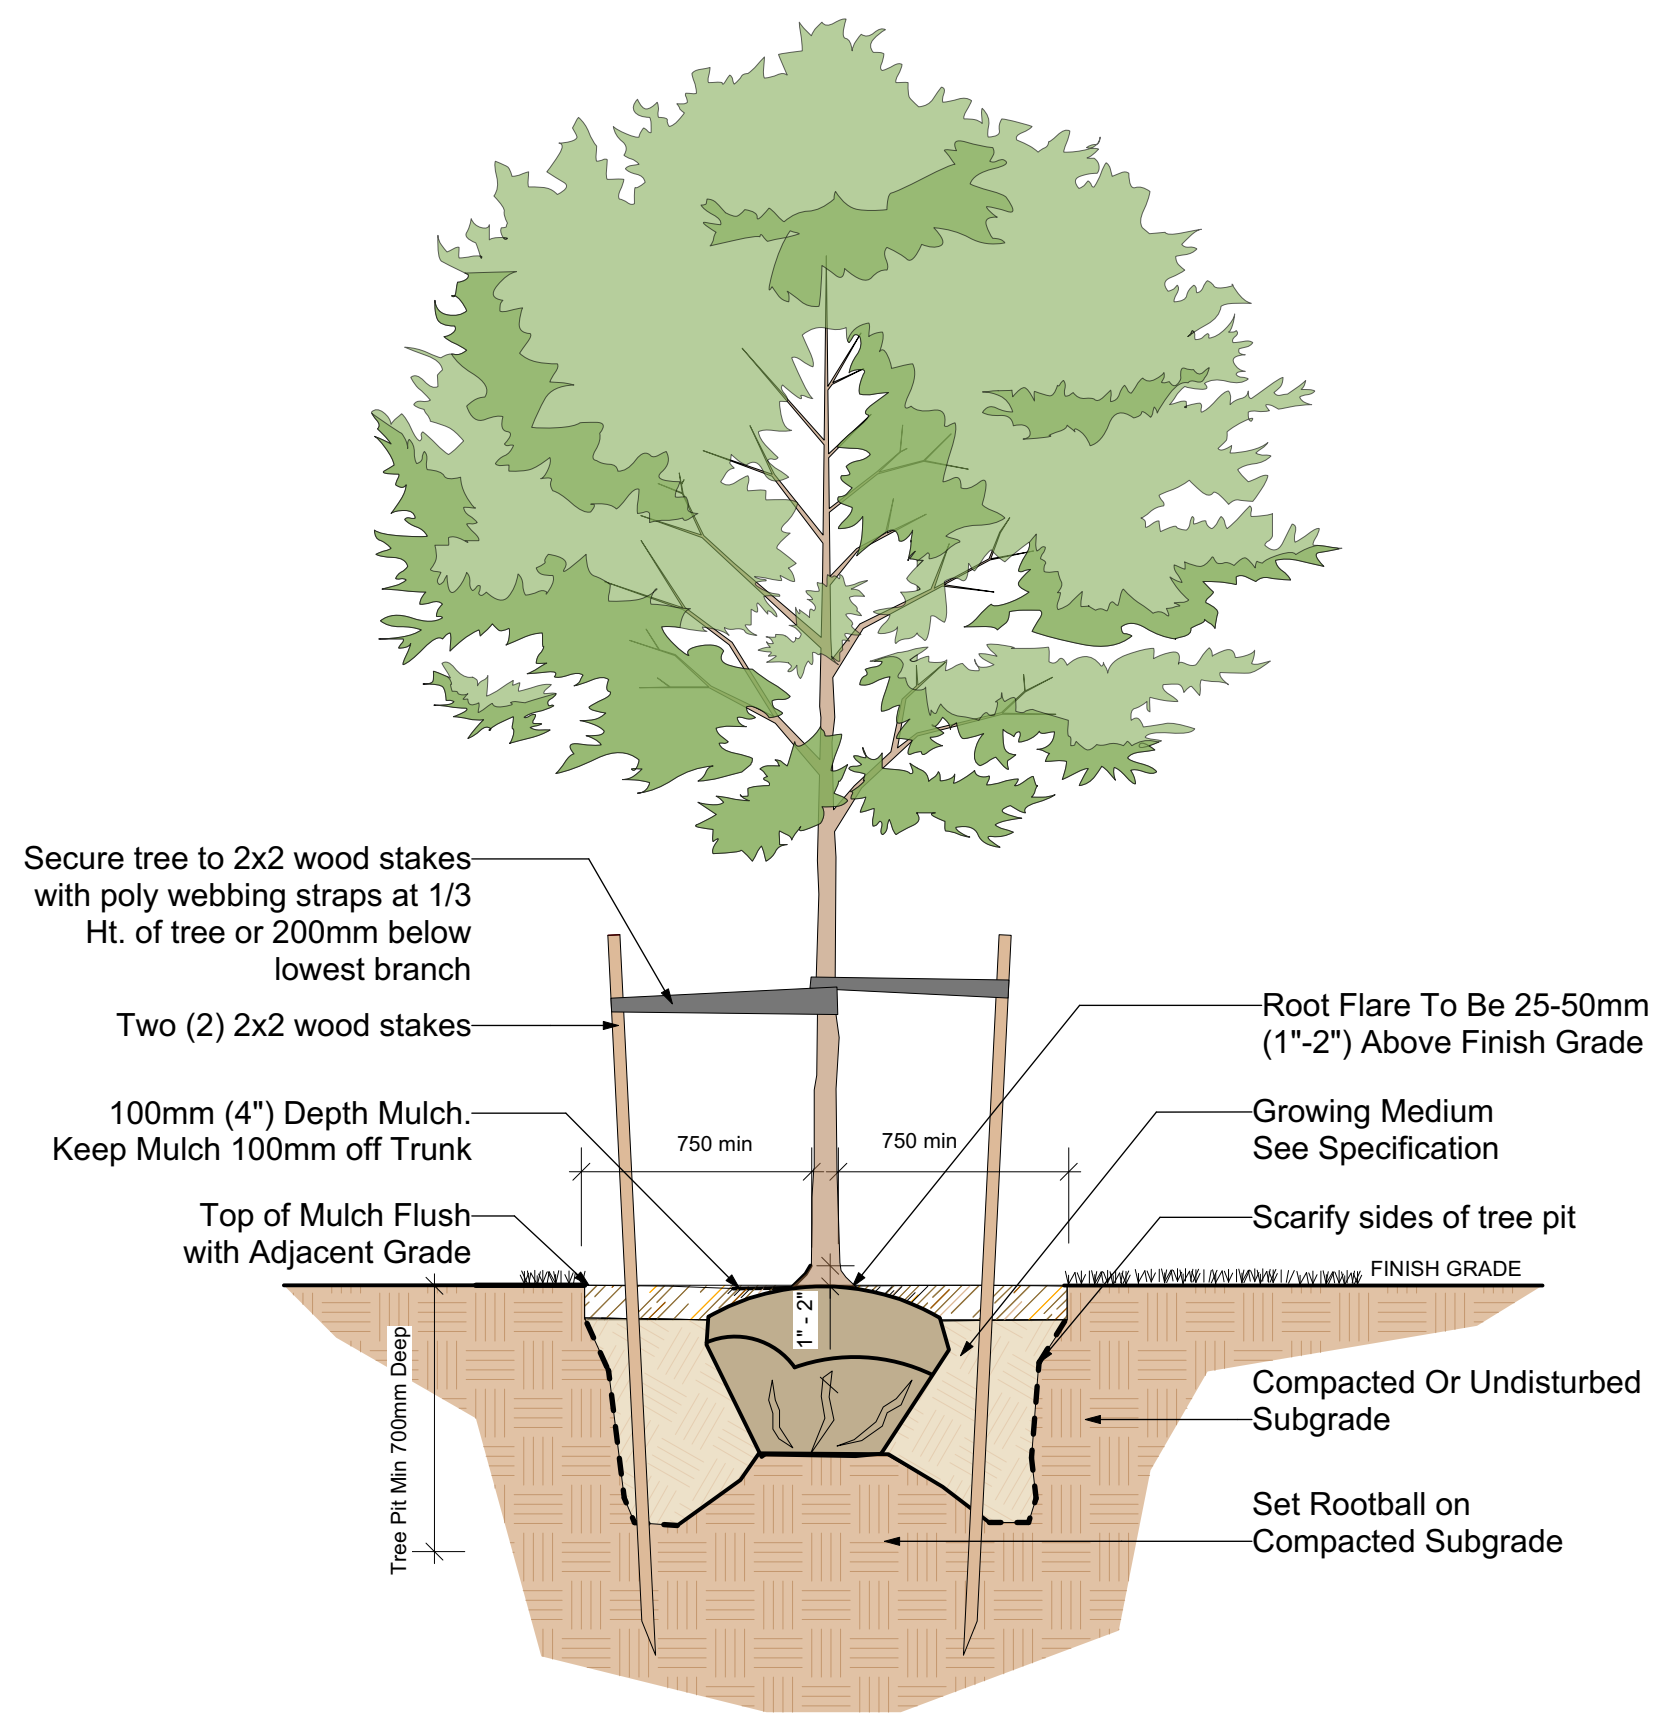 Secure tree to 2x2 wood stakes
with poly webbing straps at 1/3
Ht. of tree or 200mm below
lowest branch
Two (2) 2x2 wood stakes
100mm (4") Depth Mulch.
Keep Mulch 100mm off Trunk
Top of Mulch Flush
with Adjacent Grade
750 min
750 min
Root Flare To Be 25-50mm
(1"-2") Above Finish Grade
Growing Medium
See Specification
Scarify sides of tree pit
FINISH GRADE
1" - 2"
Tree Pit Min 700mm Deep
Compacted Or Undisturbed
Subgrade
Set Rootball on
Compacted Subgrade